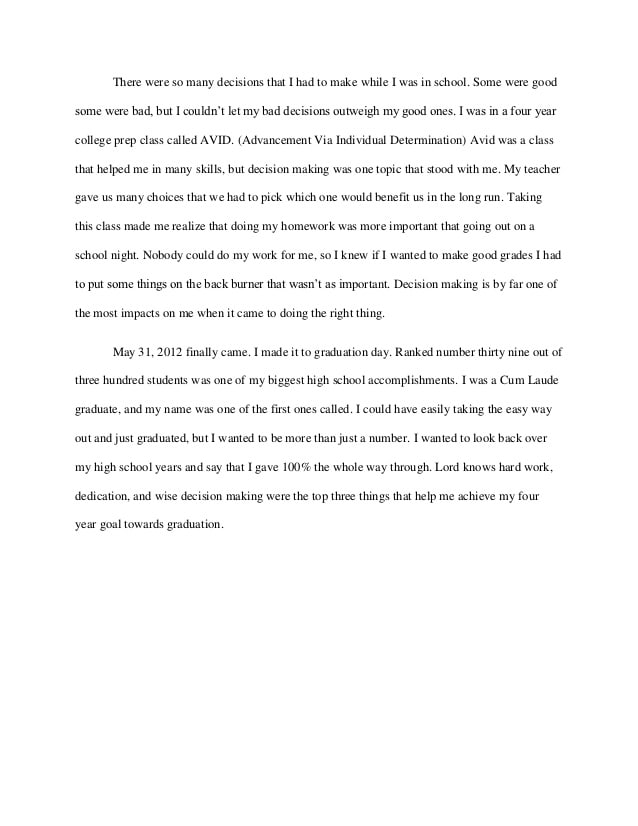 There were so many decisions that I had to make while I was in school. Some were good
some were bad, but I couldn’t let my bad decisions outweigh my good ones. I was in a four year
college prep class called AVID. (Advancement Via Individual Determination) Avid was a class
that helped me in many skills, but decision making was one topic that stood with me. My teacher
gave us many choices that we had to pick which one would benefit us in the long run. Taking
this class made me realize that doing my homework was more important that going out on a
school night. Nobody could do my work for me, so I knew if I wanted to make good grades I had
to put some things on the back burner that wasn’t as important. Decision making is by far one of
the most impacts on me when it came to doing the right thing.
May 31, 2012 finally came. I made it to graduation day. Ranked number thirty nine out of
three hundred students was one of my biggest high school accomplishments. I was a Cum Laude
graduate, and my name was one of the first ones called. I could have easily taking the easy way
out and just graduated, but I wanted to be more than just a number. I wanted to look back over
my high school years and say that I gave 100% the whole way through. Lord knows hard work,
dedication, and wise decision making were the top three things that help me achieve my four
year goal towards graduation.